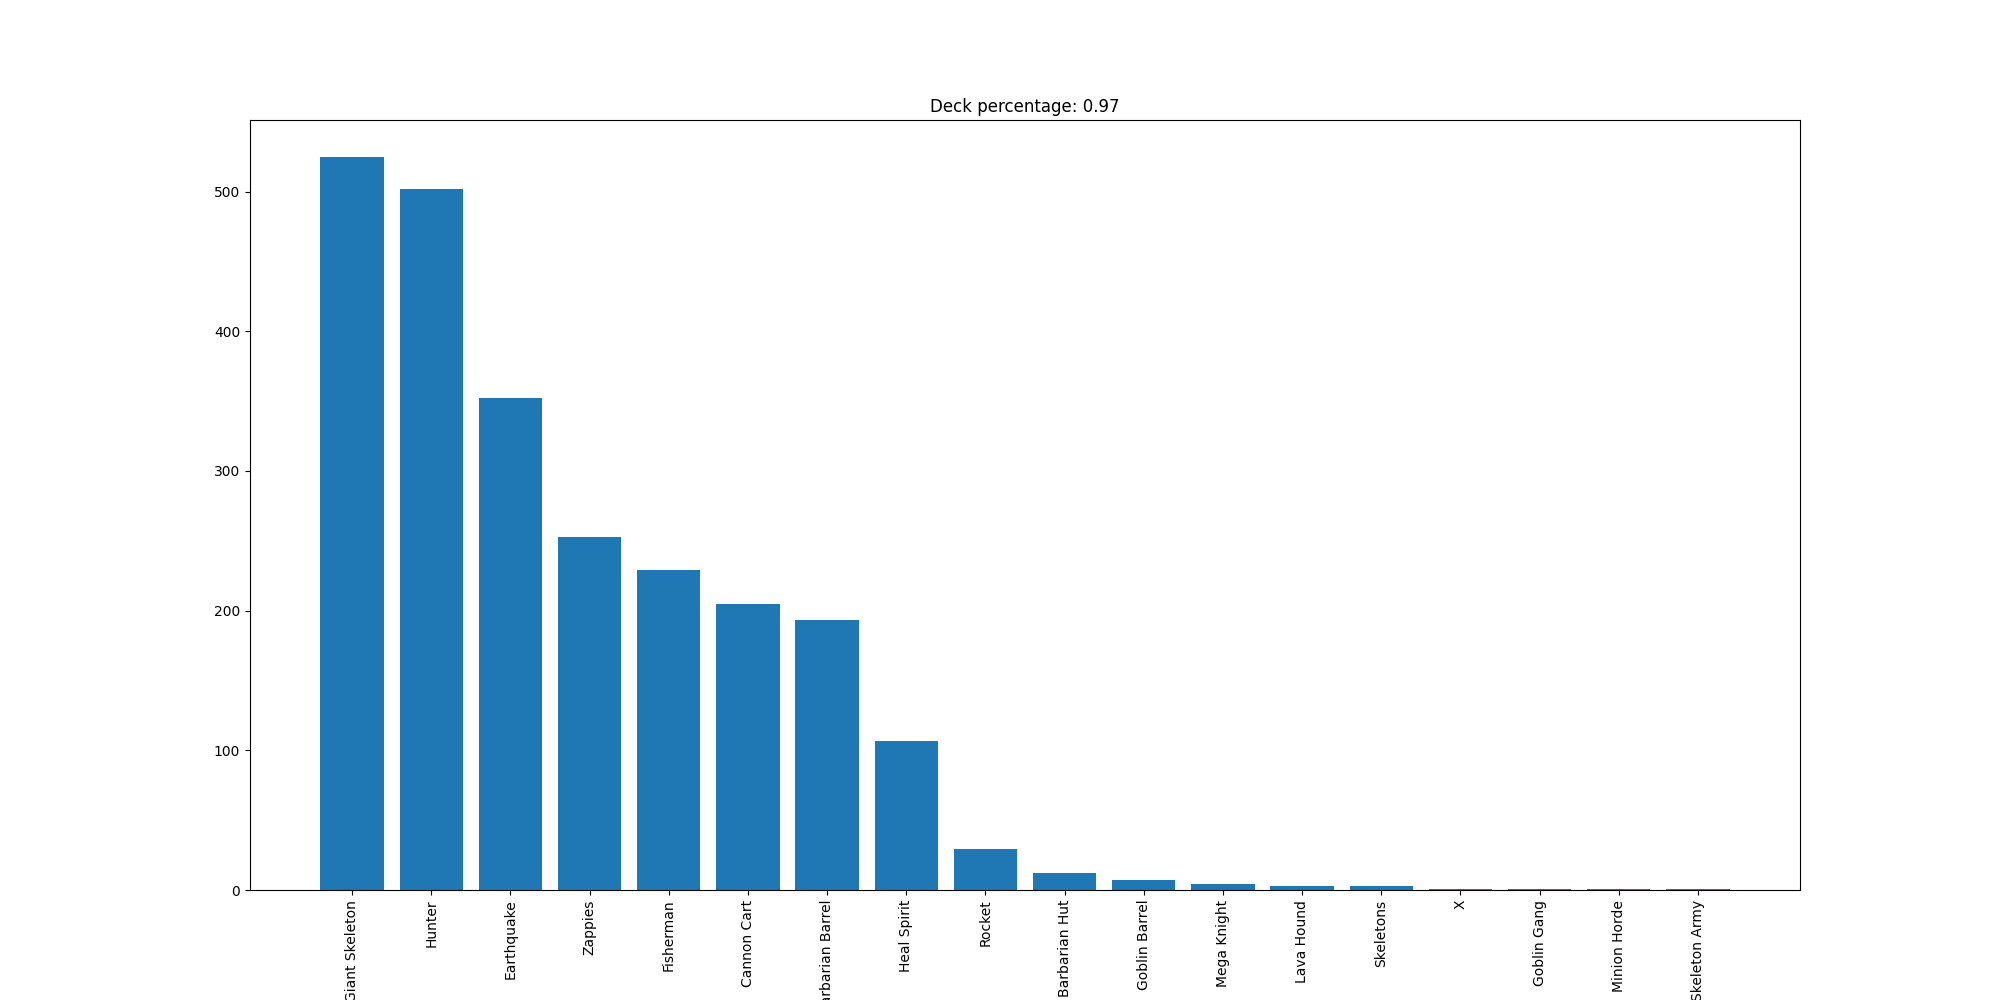 Deck percentage: 0.97
500
400
300
200
100
0
Giant Skeleton
Hunter
Earthquake
Zappies
Fisherman
Cannon Cart
arbarian Barrel
Heal Spirit
Rocket
Barbarian Hut
Goblin Barrel
Mega Knight
Lava Hound
Skeletons
X
Goblin Gang
Minion Horde
Skeleton Army